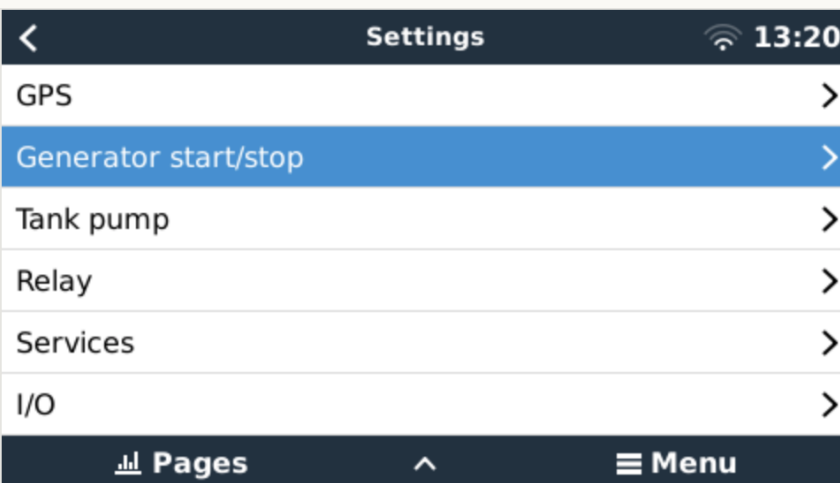 Settings 13:20
GPS
Generator start/stop
Tank pump
Relay
Services
I/O
Pages Menu